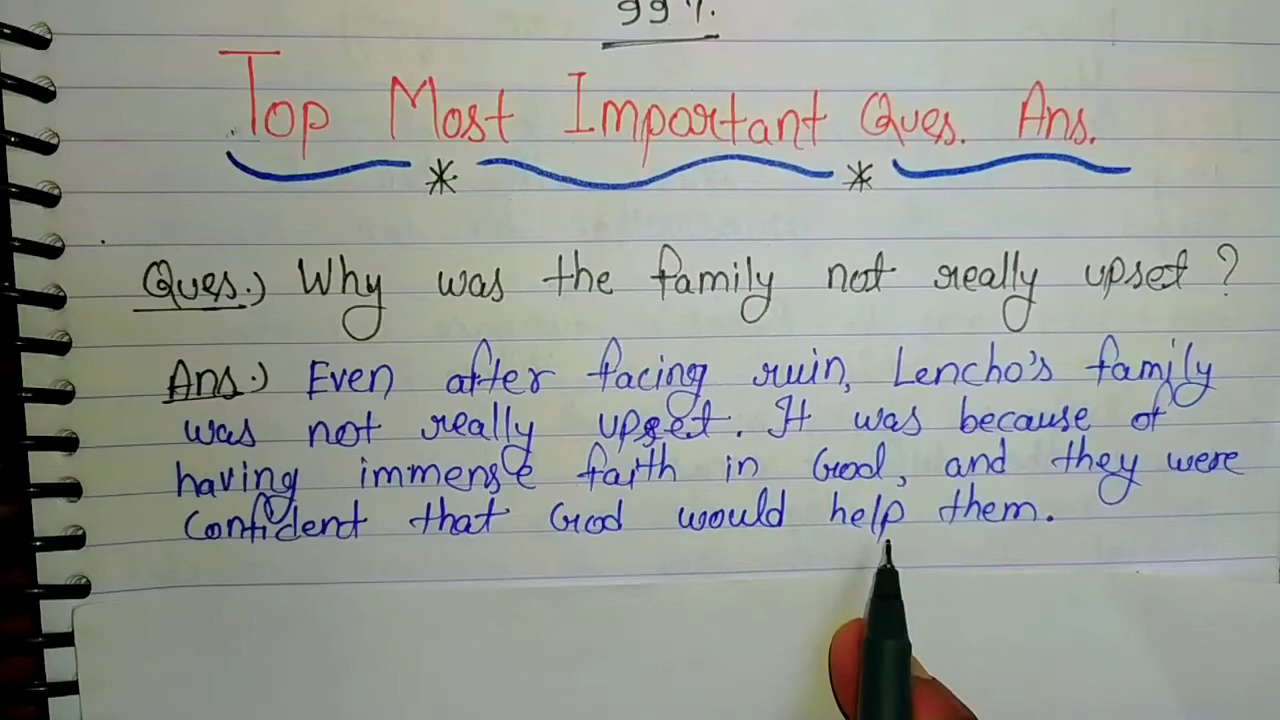 99%.
Top Most Important Ques. Ans.
Ques.) Why was the family not really upset?
Ans.) Even after facing ruin, Lencho's family
was not really upset. It was because of
having immense faith in God, and they were
confident that God would help them.